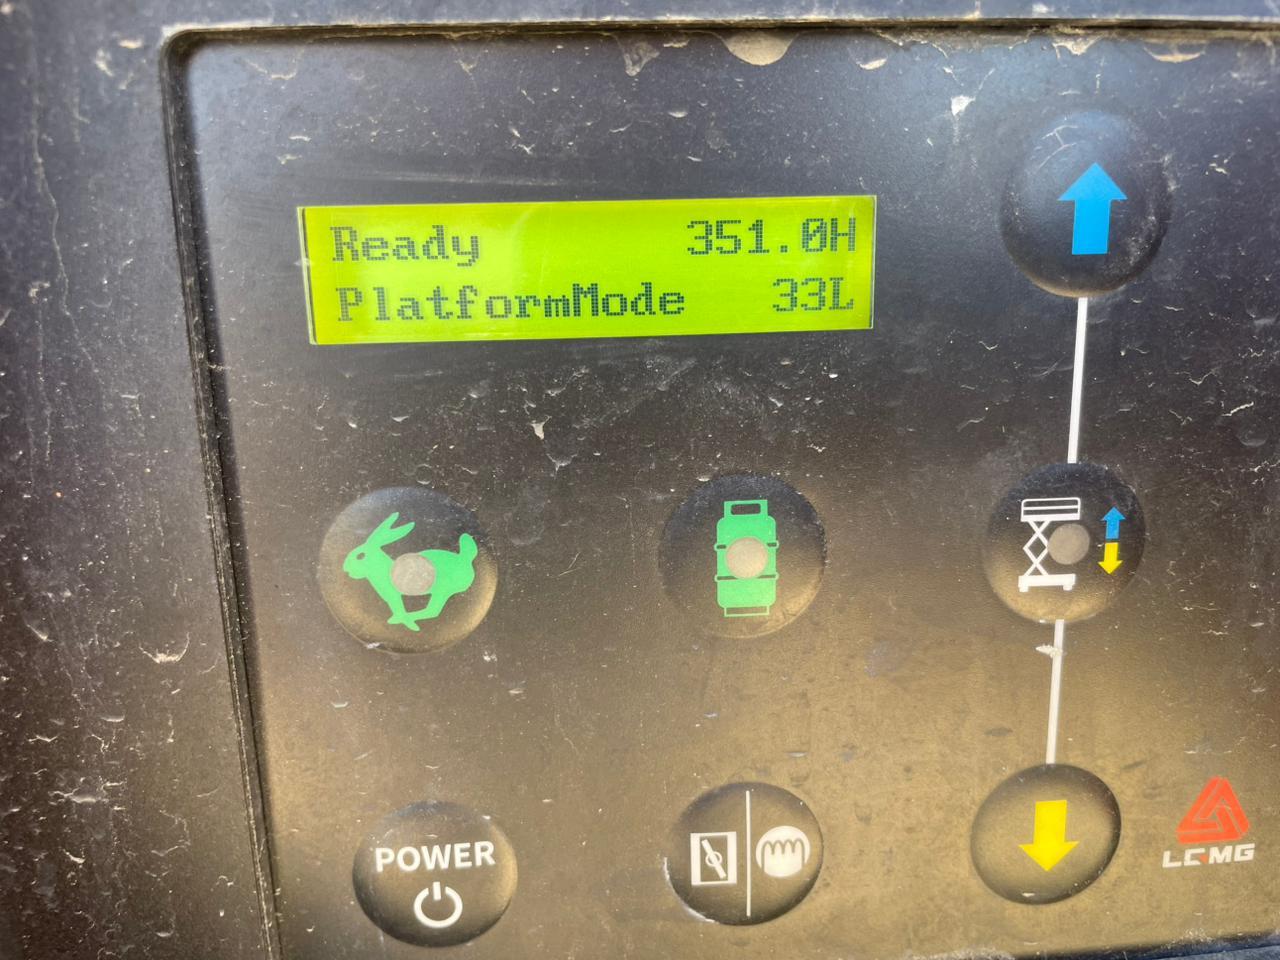 Ready 351.0H
PlatformMode 33L
POWER
LGMG